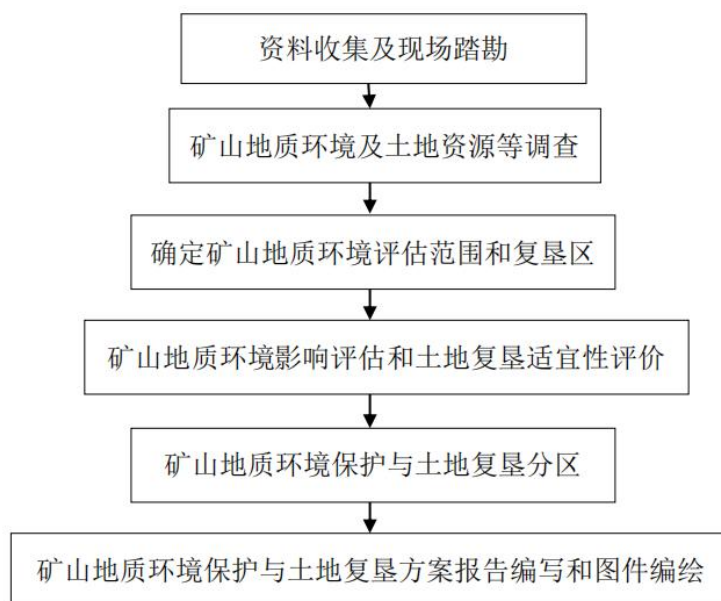 资料收集及现场踏勘
矿山地质环境及土地资源等调查
确定矿山地质环境评估范围和复垦区
矿山地质环境影响评估和土地复垦适宜性评价
矿山地质环境保护与土地复垦分区
矿山地质环境保护与土地复垦方案报告编写和图件编绘